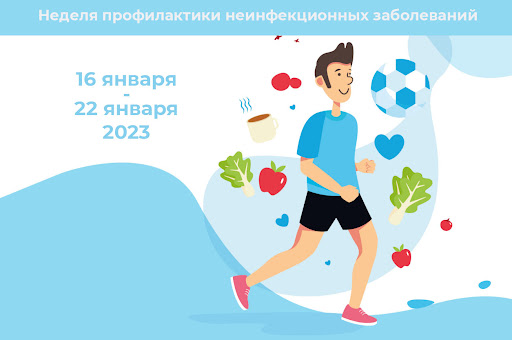 Неделя профилактики неинфекционных заболеваний
16 января
-
22 января
2023